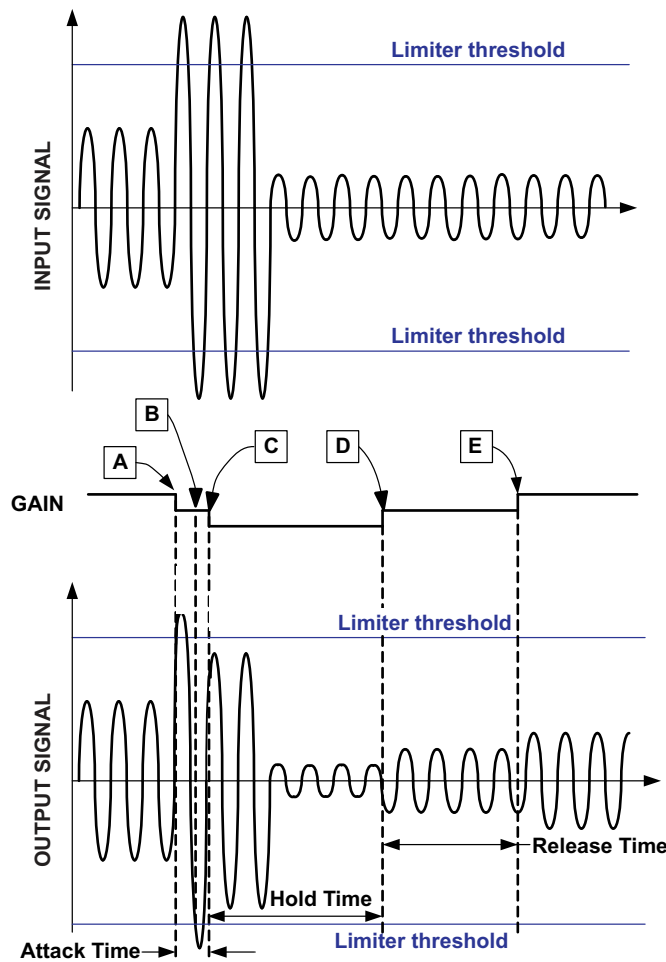 Limiter threshold
INPUT SIGNAL
Limiter threshold
B
A
C
D
E
GAIN
Limiter threshold
OUTPUT SIGNAL
Release Time
Hold Time
Limiter threshold
Attack Time